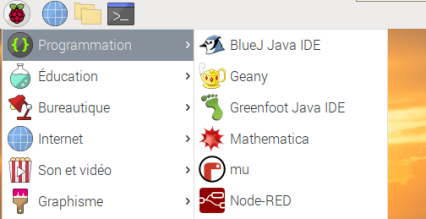 Programmation
Éducation
Bureautique
Internet
Son et vidéo
Graphisme
BlueJ Java IDE
Geany
Greenfoot Java IDE
Mathematica
mu
Node-RED